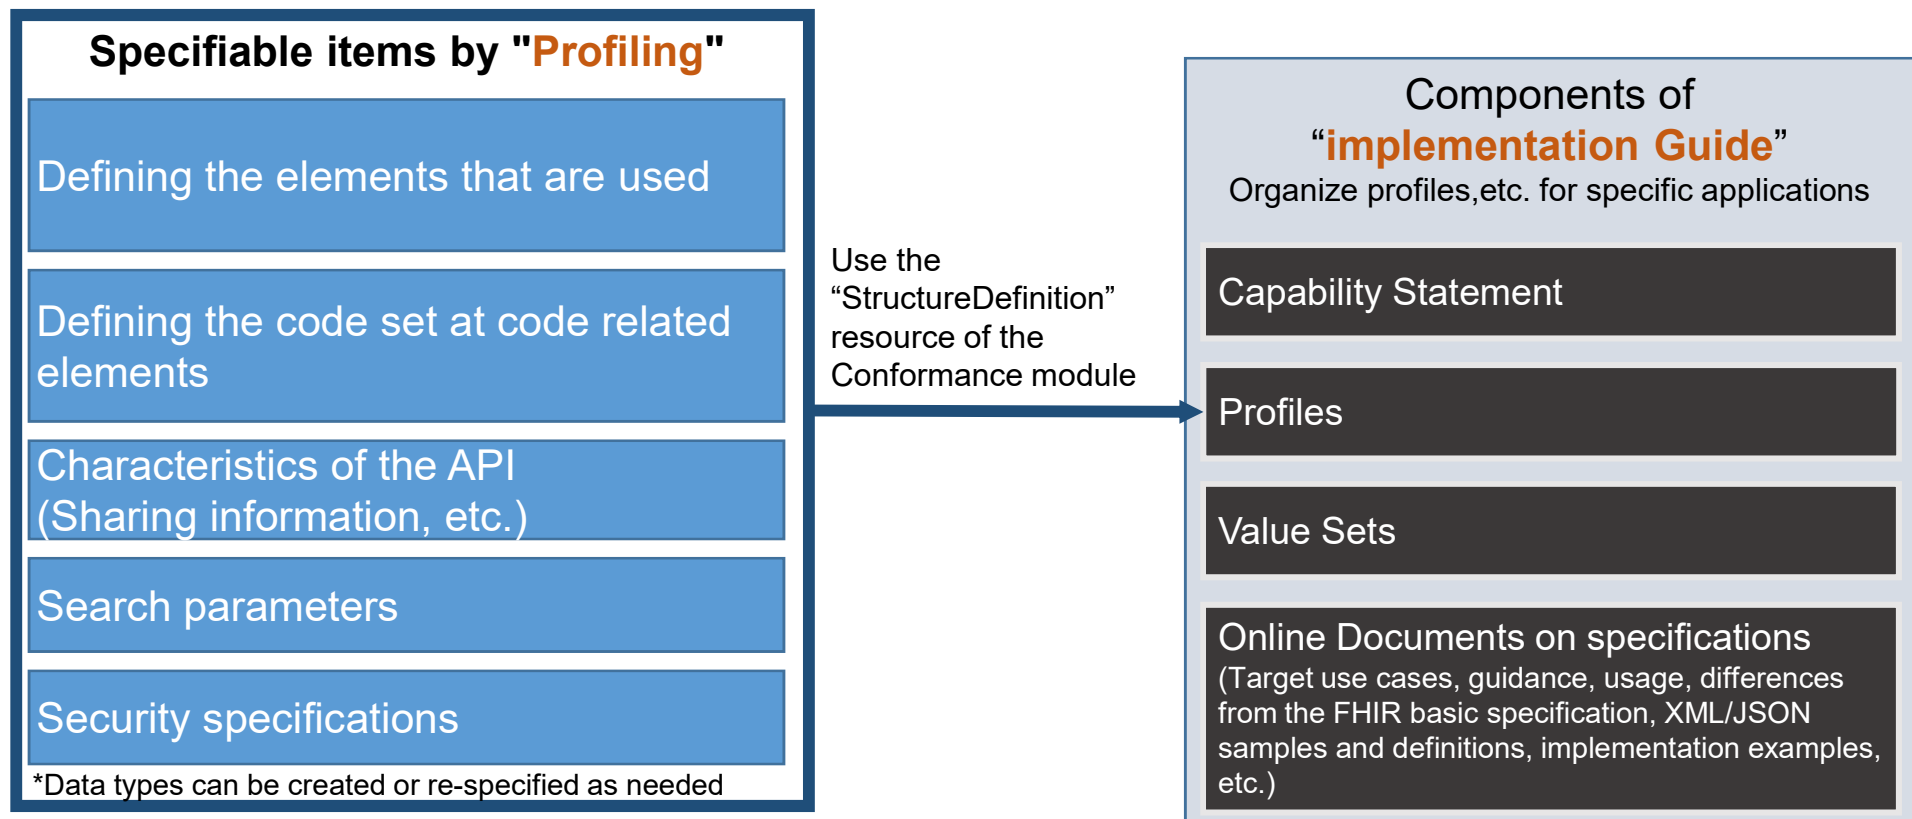 Specifiable items by "Profiling"
Defining the elements that are used
Defining the code set at code related
elements
Characteristics of the API
(Sharing information, etc.)
Search parameters
Security specifications
*Data types can be created or re-specified as needed
Use the
“StructureDefinition”
resource of the
Conformance module
Components of
“implementation Guide”
Organize profiles,etc. for specific applications
Capability Statement
Profiles
Value Sets
Online Documents on specifications
(Target use cases, guidance, usage, differences
from the FHIR basic specification, XML/JSON
samples and definitions, implementation examples,
etc.)